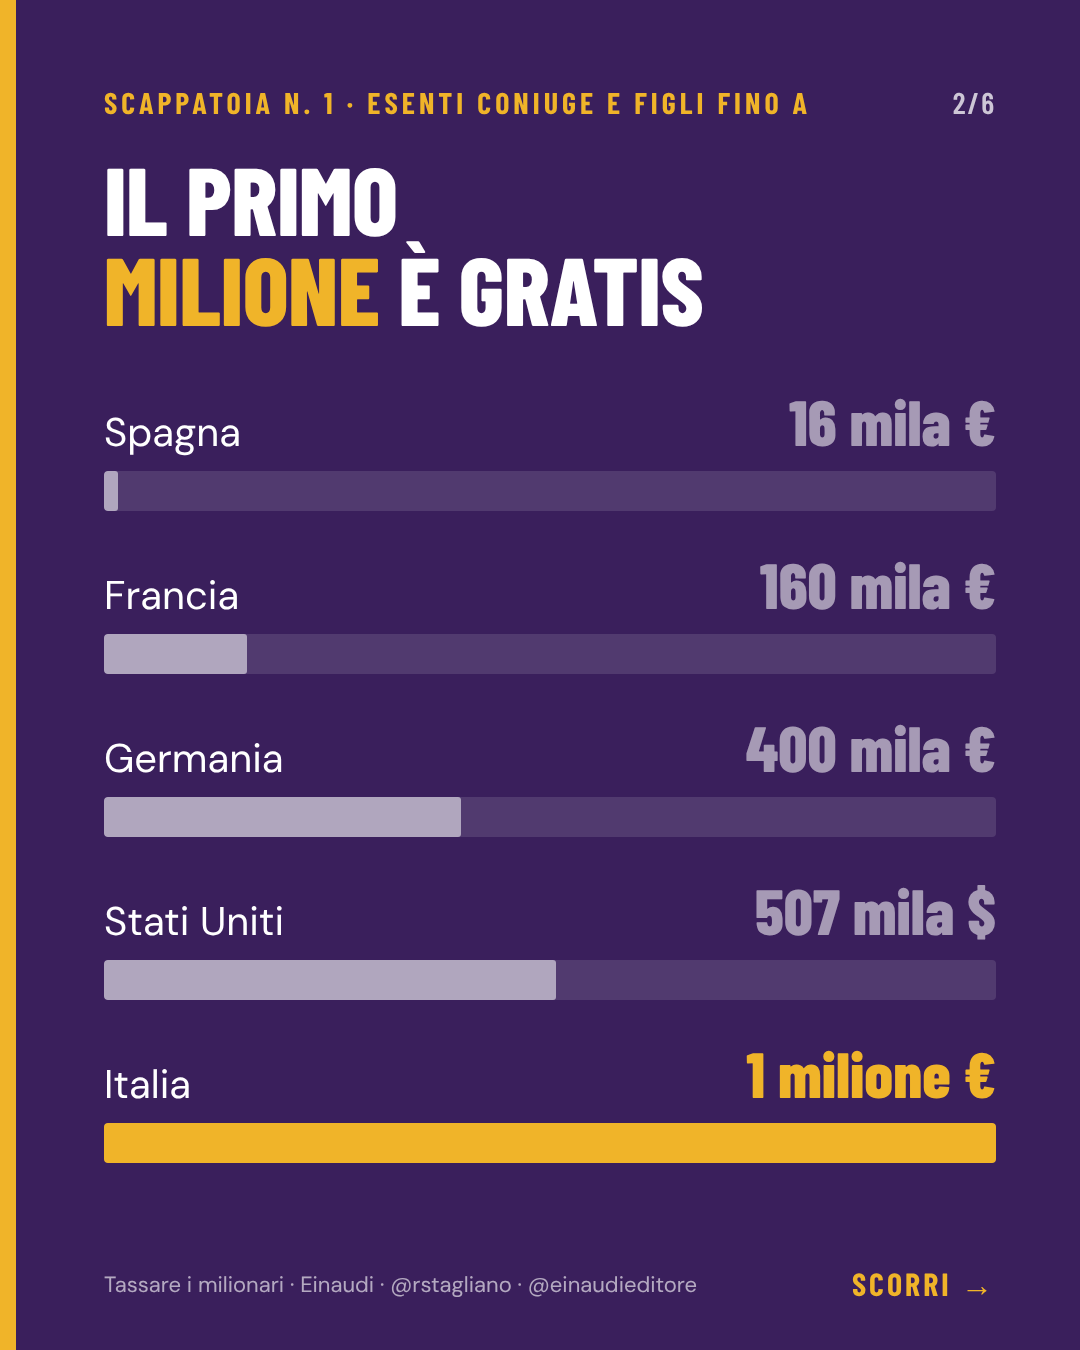 SCAPPATOIA N. 1 · ESENTI CONIUGE E FIGLI FINO A
2/6
IL PRIMO
MILIONE È GRATIS
Spagna
16 mila €
Francia
160 mila €
Germania
400 mila €
Stati Uniti
507 mila $
Italia
1 milione €
Tassare i milionari · Einaudi · @rstagliano · @einaudieditore
SCORRI →